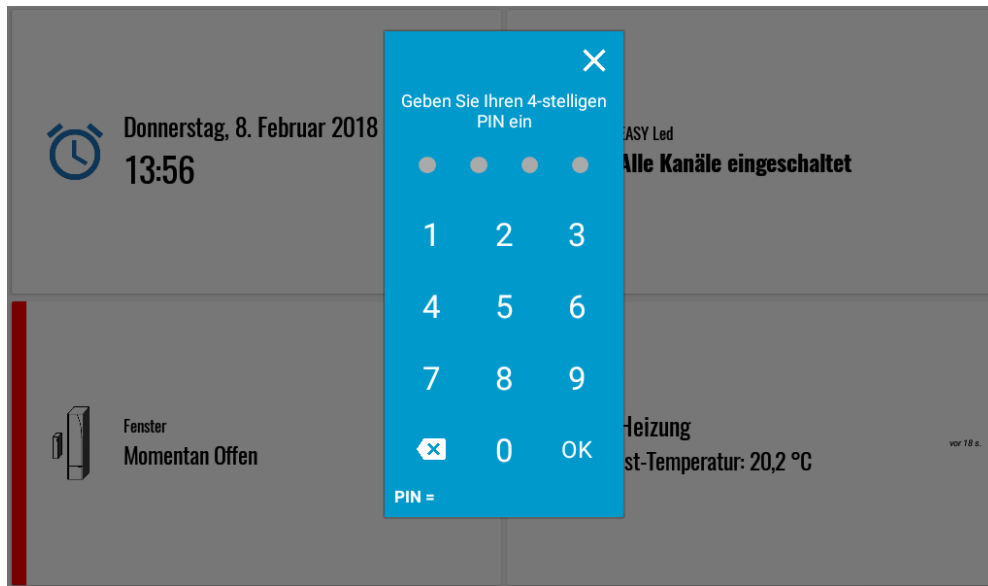 Donnerstag, 8. Februar 2018
13:56
Geben Sie Ihren 4-stelligen
PIN ein
1 2 3
4 5 6
7 8 9
0 OK
PIN =
EASY Led
Alle Kanäle eingeschaltet
Fenster
Momentan Offen
Heizung
st-Temperatur: 20,2 °C
vor 18 s.